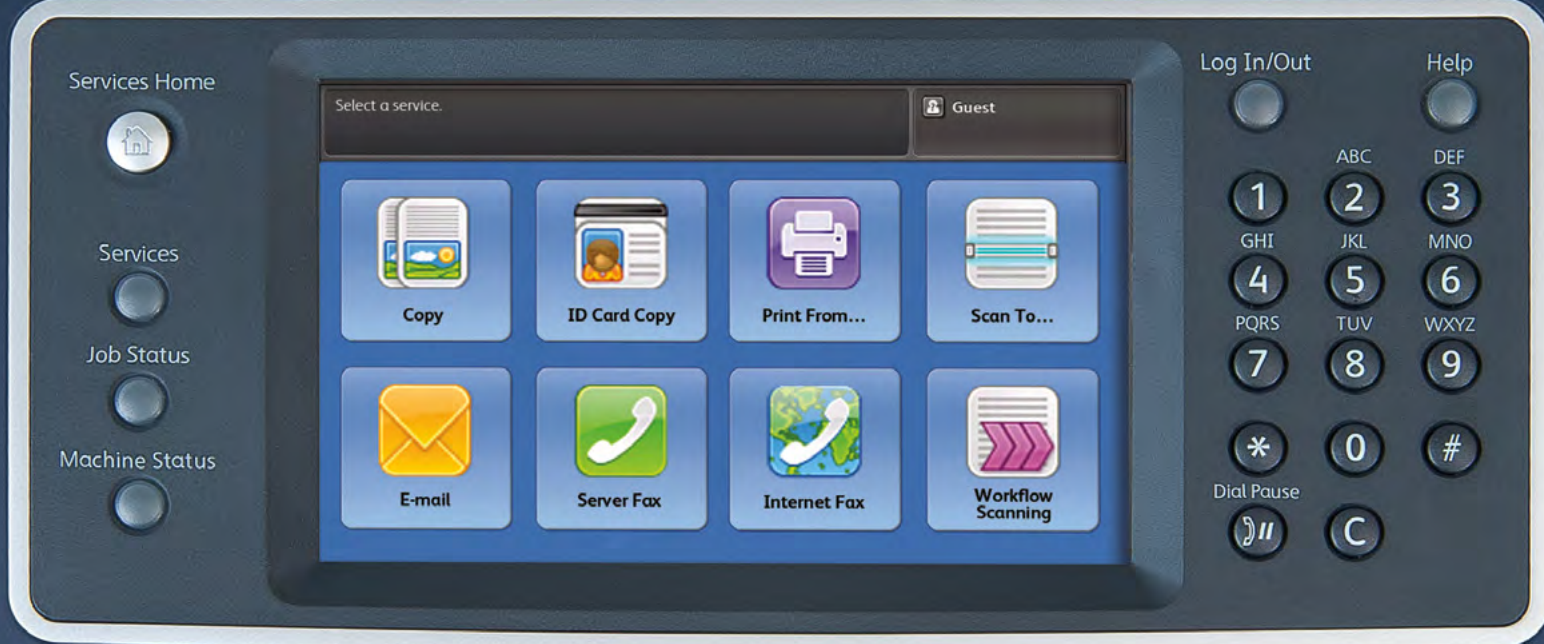 Services Home
Services
Job Status
Machine Status
Select a service.
Guest
Copy
ID Card Copy
Print From...
Scan To...
E-mail
Server Fax
Internet Fax
Workflow
Scanning
Log In/Out
Help
ABC
DEF
1
2
3
GHI
JKL
MNO
4
5
6
PQRS
TUV
WXYZ
7
8
9
*
0
#
Dial Pause
C